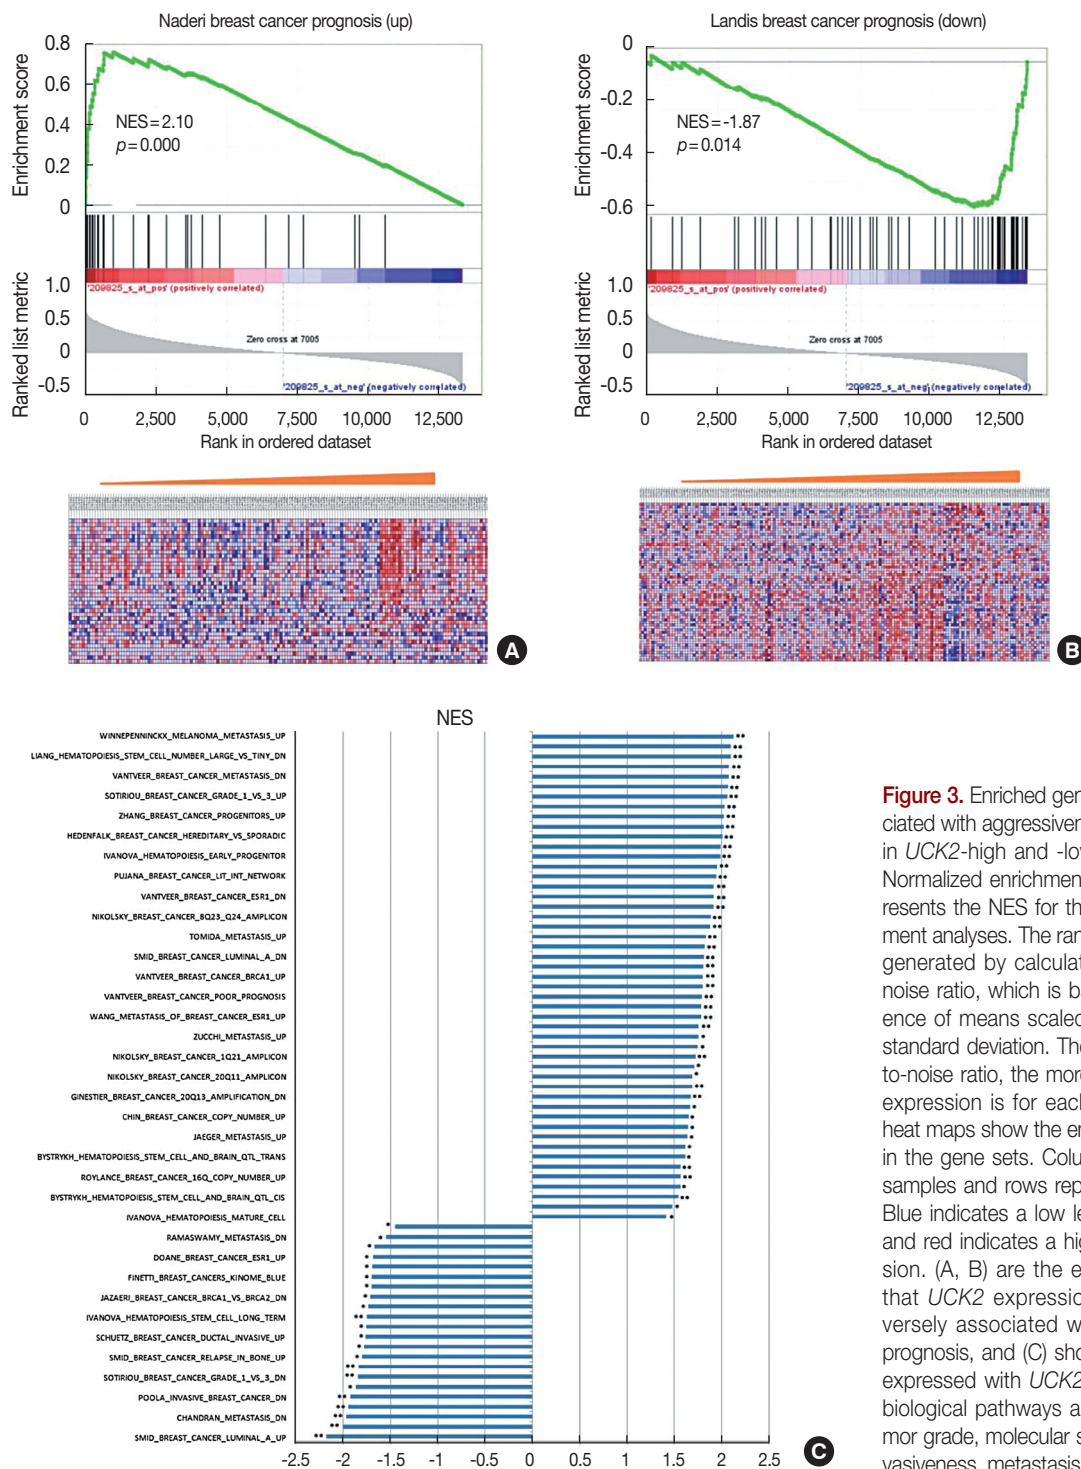 Naderi breast cancer prognosis (up)
0.8
0.6
0.4
0.2
0
Enrichment score
NES=2.10
p=0.000
1.0
0.5
0
-0.5
Ranked list metric
'209825_s_at_pos' (positively correlated)
Zero cross at 7005
'209825_s_at_neg' (negatively correlated)
0 2,500 5,000 7,500 10,000 12,500
Rank in ordered dataset
A
Landis breast cancer prognosis (down)
0
-0.2
-0.4
-0.6
Enrichment score
NES=-1.87
p=0.014
1.0
0.5
0
-0.5
Ranked list metric
'209825_s_at_pos' (positively correlated)
Zero cross at 7005
'209825_s_at_neg' (negatively correlated)
0 2,500 5,000 7,500 10,000 12,500
Rank in ordered dataset
B
NES
WINNEPENNINCKX_MELANOMA_METASTASIS_UP
LIANG_HEMATOPOIESIS_STEM_CELL_NUMBER_LARGE_VS_TINY_DN
VANTVEER_BREAST_CANCER_METASTASIS_DN
SOTIRIOU_BREAST_CANCER_GRADE_1_VS_3_UP
ZHANG_BREAST_CANCER_PROGENITORS_UP
HEDENFALK_BREAST_CANCER_HEREDITARY_VS_SPORADIC
IVANOVA_HEMATOPOIESIS_EARLY_PROGENITOR
PUJANA_BREAST_CANCER_LIT_INT_NETWORK
VANTVEER_BREAST_CANCER_ESR1_DN
NIKOLSKY_BREAST_CANCER_8Q23_Q24_AMPLICON
TOMIDA_METASTASIS_UP
SMID_BREAST_CANCER_LUMINAL_A_DN
VANTVEER_BREAST_CANCER_BRCA1_UP
VANTVEER_BREAST_CANCER_POOR_PROGNOSIS
WANG_METASTASIS_OF_BREAST_CANCER_ESR1_UP
ZUCCHI_METASTASIS_UP
NIKOLSKY_BREAST_CANCER_1Q21_AMPLICON
NIKOLSKY_BREAST_CANCER_20Q11_AMPLICON
GINESTIER_BREAST_CANCER_20Q13_AMPLIFICATION_DN
CHIN_BREAST_CANCER_COPY_NUMBER_UP
JAEGER_METASTASIS_UP
BYSTRYKH_HEMATOPOIESIS_STEM_CELL_AND_BRAIN_QTL_TRANS
ROYLANCE_BREAST_CANCER_16Q_COPY_NUMBER_UP
BYSTRYKH_HEMATOPOIESIS_STEM_CELL_AND_BRAIN_QTL_CIS
IVANOVA_HEMATOPOIESIS_MATURE_CELL
RAMASWAMY_METASTASIS_DN
DOANE_BREAST_CANCER_ESR1_UP
FINETTI_BREAST_CANCERS_KINOME_BLUE
JAZAERI_BREAST_CANCER_BRCA1_VS_BRCA2_DN
IVANOVA_HEMATOPOIESIS_STEM_CELL_LONG_TERM
SCHUETZ_BREAST_CANCER_DUCTAL_INVASIVE_UP
SMID_BREAST_CANCER_RELAPSE_IN_BONE_UP
SOTIRIOU_BREAST_CANCER_GRADE_1_VS_3_DN
POOLA_INVASIVE_BREAST_CANCER_DN
CHANDRAN_METASTASIS_DN
SMID_BREAST_CANCER_LUMINAL_A_UP
-2.5 -2 -1.5 -1 -0.5 0 0.5 1 1.5 2 2.5
C
Figure 3. Enriched gen
ciated with aggressiven
in UCK2-high and -lov
Normalized enrichment
resents the NES for th
ment analyses. The ran
generated by calculat
noise ratio, which is b
ence of means scaled
standard deviation. The
to-noise ratio, the more
expression is for each
heat maps show the en
in the gene sets. Colu
samples and rows rep
Blue indicates a low le
and red indicates a hig
sion. (A, B) are the e
that UCK2 expressio
versely associated w
prognosis, and (C) sho
expressed with UCK2
biological pathways a
mor grade, molecular s
vasiveness, metastasis